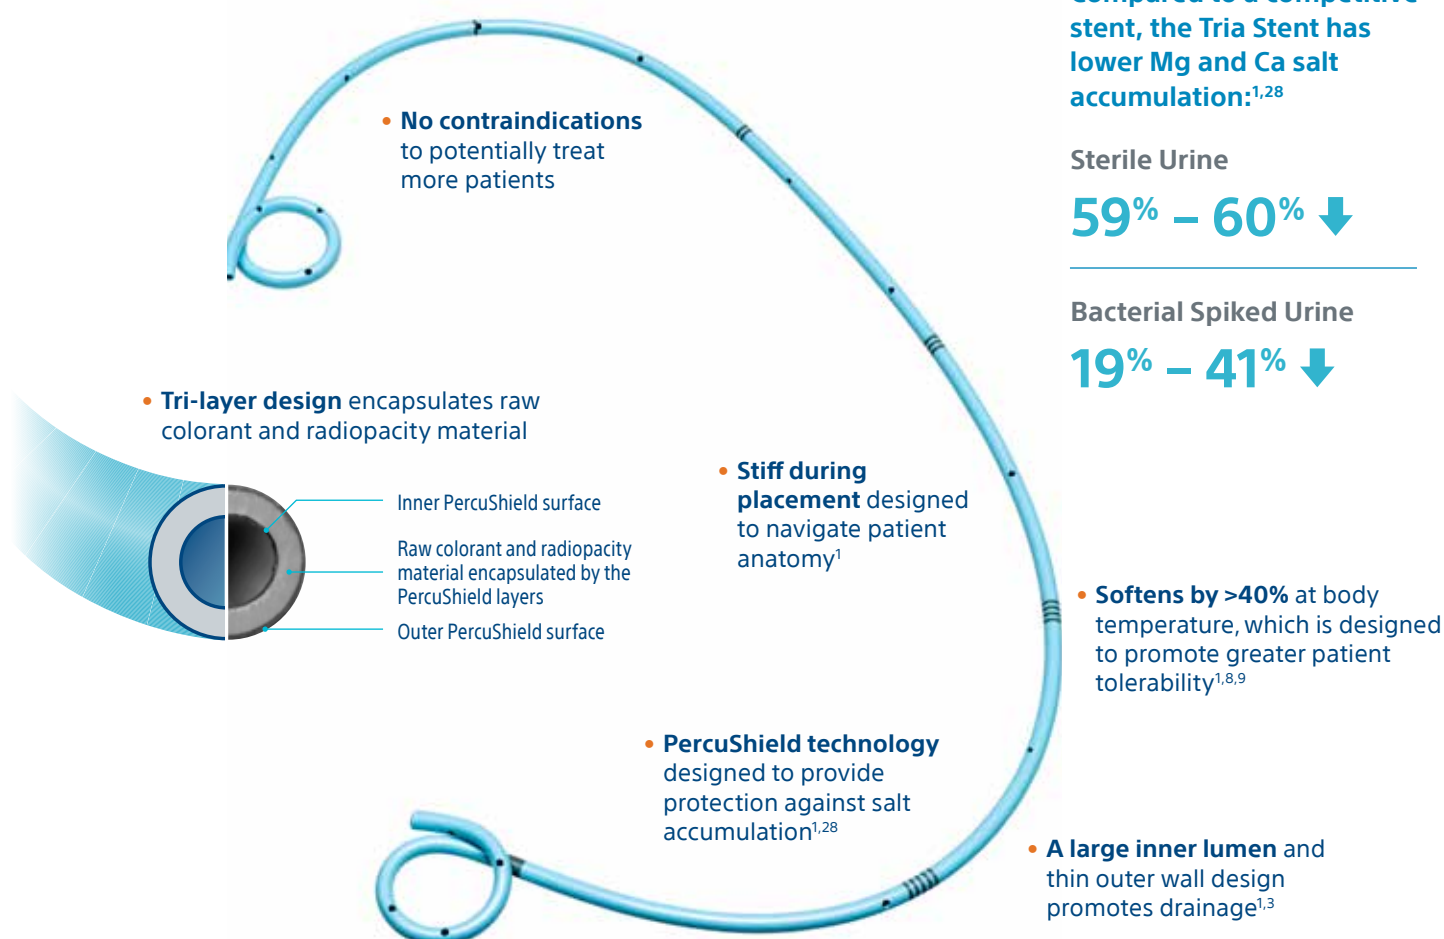 Compared to a competitive
stent, the Tria Stent has
lower Mg and Ca salt
accumulation:1,28
Sterile Urine
59% – 60%
Bacterial Spiked Urine
19% – 41%
• No contraindications
to potentially treat
more patients
• Tri-layer design encapsulates raw
colorant and radiopacity material
Inner PercuShield surface
Raw colorant and radiopacity
material encapsulated by the
PercuShield layers
Outer PercuShield surface
• Stiff during
placement designed
to navigate patient
anatomy1
• Softens by >40% at body
temperature, which is designed
to promote greater patient
tolerability1,8,9
• PercuShield technology
designed to provide
protection against salt
accumulation1,28
• A large inner lumen and
thin outer wall design
promotes drainage1,3